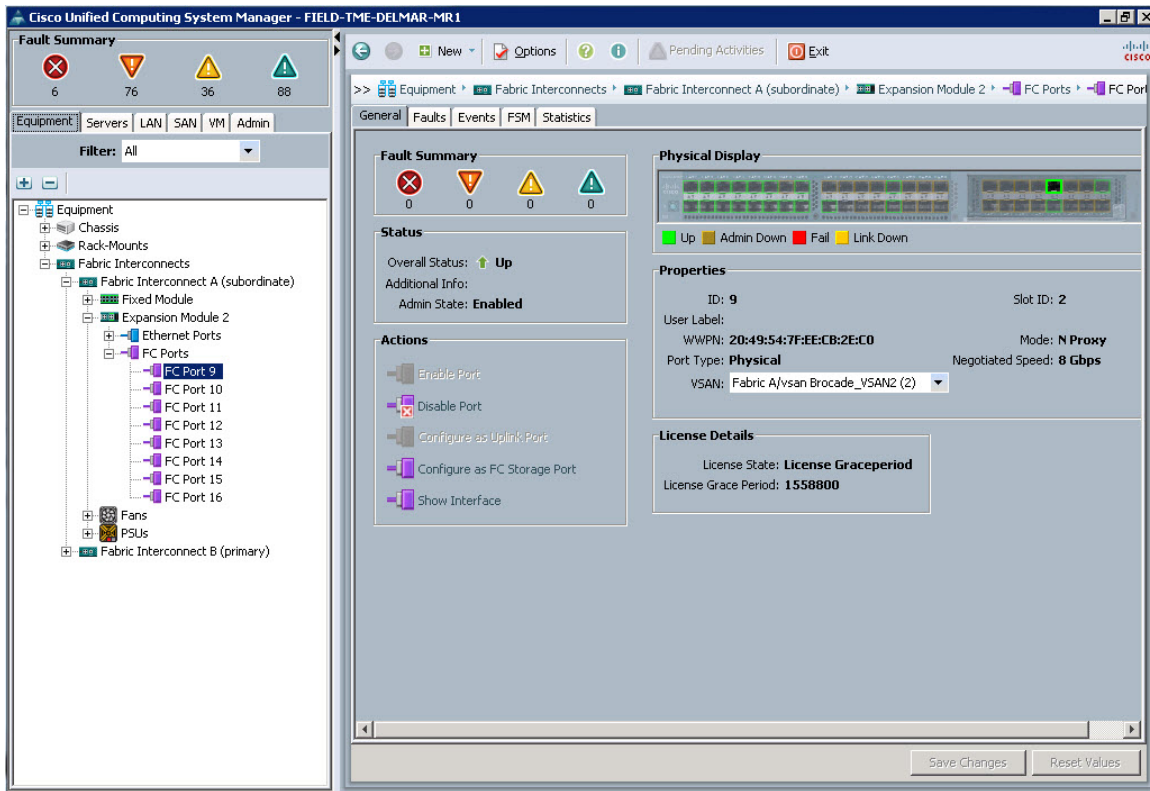 Cisco Unified Computing System Manager - FIELD-TME-DELMAR-MR1
Fault Summary
6 76 36 88
Equipment Servers LAN SAN VM Admin
Filter: All
Equipment
Chassis
Rack-Mounts
Fabric Interconnects
Fabric Interconnect A (subordinate)
Fixed Module
Expansion Module 2
Ethernet Ports
FC Ports
FC Port 9
FC Port 10
FC Port 11
FC Port 12
FC Port 13
FC Port 14
FC Port 15
FC Port 16
Fans
PSUs
Fabric Interconnect B (primary)
New Options Pending Activities Exit
CISCO
>> Equipment Fabric Interconnects Fabric Interconnect A (subordinate) Expansion Module 2 FC Ports FC Port
General Faults Events FSM Statistics
Fault Summary
0 0 0 0
Status
Overall Status: Up
Additional Info:
Admin State: Enabled
Actions
Enable Port
Disable Port
Configure as Uplink Port
Configure as FC Storage Port
Show Interface
Physical Display
Up Admin Down Fail Link Down
Properties
ID: 9 Slot ID: 2
User Label:
WWPN: 20:49:54:7F:EE:CB:2E:C0 Mode: N Proxy
Port Type: Physical Negotiated Speed: 8 Gbps
VSAN: Fabric A/vsan Brocade_VSAN2 (2)
License Details
License State: License Graceperiod
License Grace Period: 1558800
Save Changes Reset Values